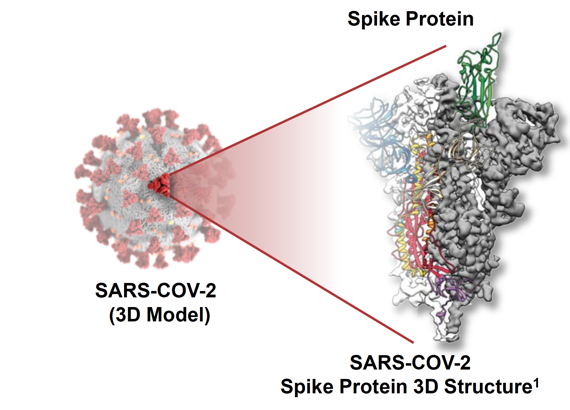 Spike Protein
SARS-COV-2
(3D Model)
SARS-COV-2
Spike Protein 3D Structure¹